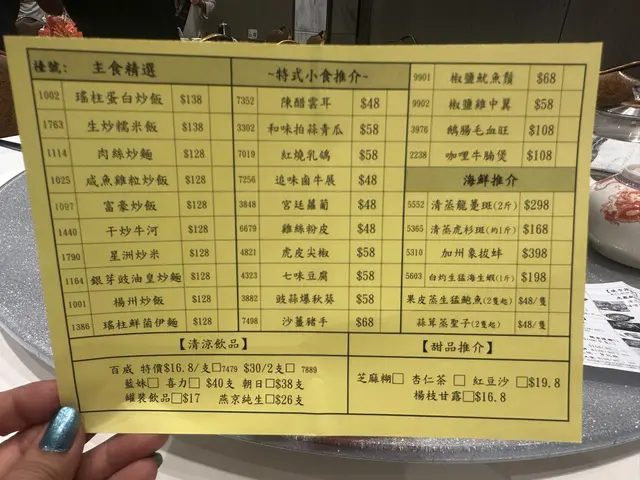 檯號: 主食精選
1002 瑤柱蛋白炒飯 $138
1763 生炒糯米飯 $138
1114 肉絲炒麵 $128
1025 咸魚雞粒炒飯 $128
1097 富豪炒飯 $128
1440 干炒牛河 $128
1790 星洲炒米 $128
1164 銀芽豉油皇炒麵 $128
1001 楊州炒飯 $128
1386 瑤柱鮮菌伊麵 $128
~特式小食推介~
7352 陳醋雲耳 $48
3302 和味拍蒜青瓜 $58
7019 紅燒乳鴿 $58
7256 追味鹵牛展 $48
3848 宮廷蘿蔔 $48
6679 雞絲粉皮 $48
4821 虎皮尖椒 $58
4323 七味豆腐 $58
3882 豉蒜爆秋葵 $58
7498 沙薑豬手 $68
9901 椒鹽魷魚鬚 $68
9902 椒鹽雞中翼 $58
3976 鵝腸毛血旺 $108
2238 咖喱牛腩煲 $108
海鮮推介
5552 清蒸龍躉斑(2斤) $298
5365 清蒸虎杉斑(約1斤) $168
5310 加州象拔蚌 $398
5603 白灼生猛海生蝦(1斤) $198
果皮蒸生猛鮑魚(2隻起) $48/隻
蒜茸蒸聖子(2隻起) $48/隻
【清涼飲品】
百威 特價$16.8/支□7479 $30/2支□ 7889
藍妹□ 喜力□ $40支 朝日□$38支
罐裝飲品□$17 燕京純生□$26支
【甜品推介】
芝麻糊□ 杏仁茶 □ 紅豆沙 □$19.8
楊枝甘露□$16.8